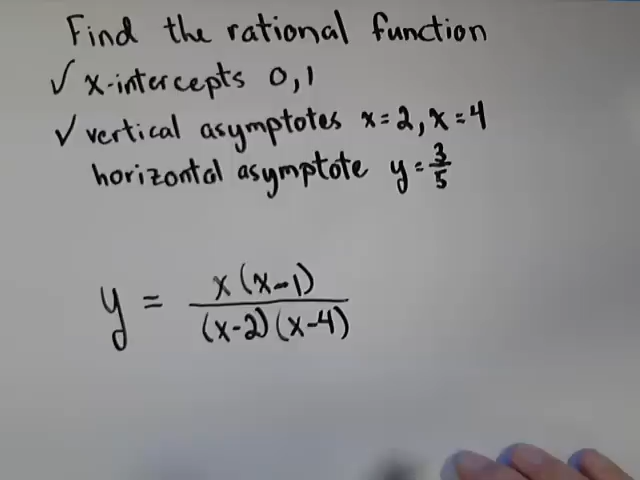 Find the rational function
✓ x-intercepts 0,1
✓ vertical asymptotes x=2, x=4
horizontal asymptote y=3/5
y = x(x-1)/(x-2)(x-4)